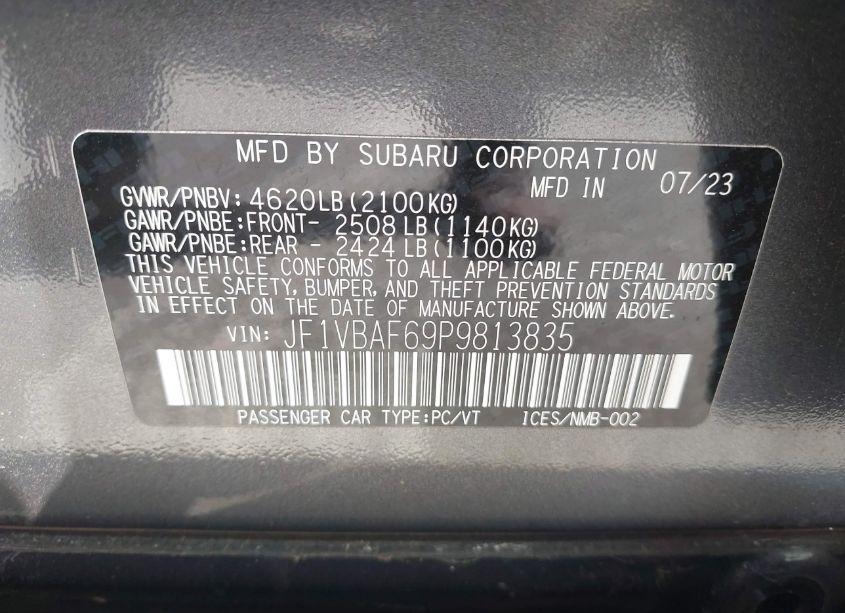 MFD BY SUBARU CORPORATION
MFD IN 07/23
GVWR/PNBV: 4620LB(2100KG)
GAWR/PNBE:FRONT- 2508LB(1140KG)
GAWR/PNBE:REAR - 2424LB(1100KG)
THIS VEHICLE CONFORMS TO ALL APPLICABLE FEDERAL MOTOR
VEHICLE SAFETY, BUMPER, AND THEFT PREVENTION STANDARDS
IN EFFECT ON THE DATE OF MANUFACTURE SHOWN ABOVE.
VIN: JF1VBAF69P9813835
PASSENGER CAR TYPE:PC/VT ICES/NMB-002